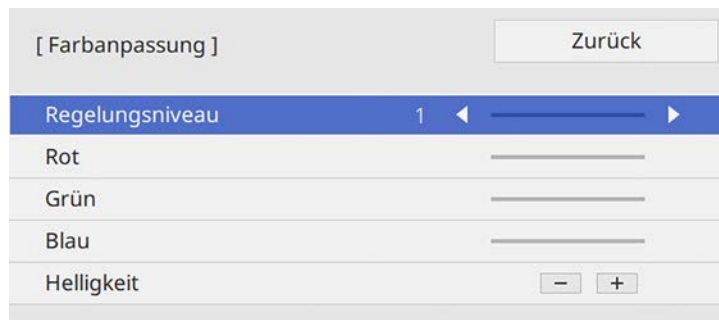 [ Farbanpassung ] Zurück
Regelungsniveau 1
Rot
Grün
Blau
Helligkeit − +